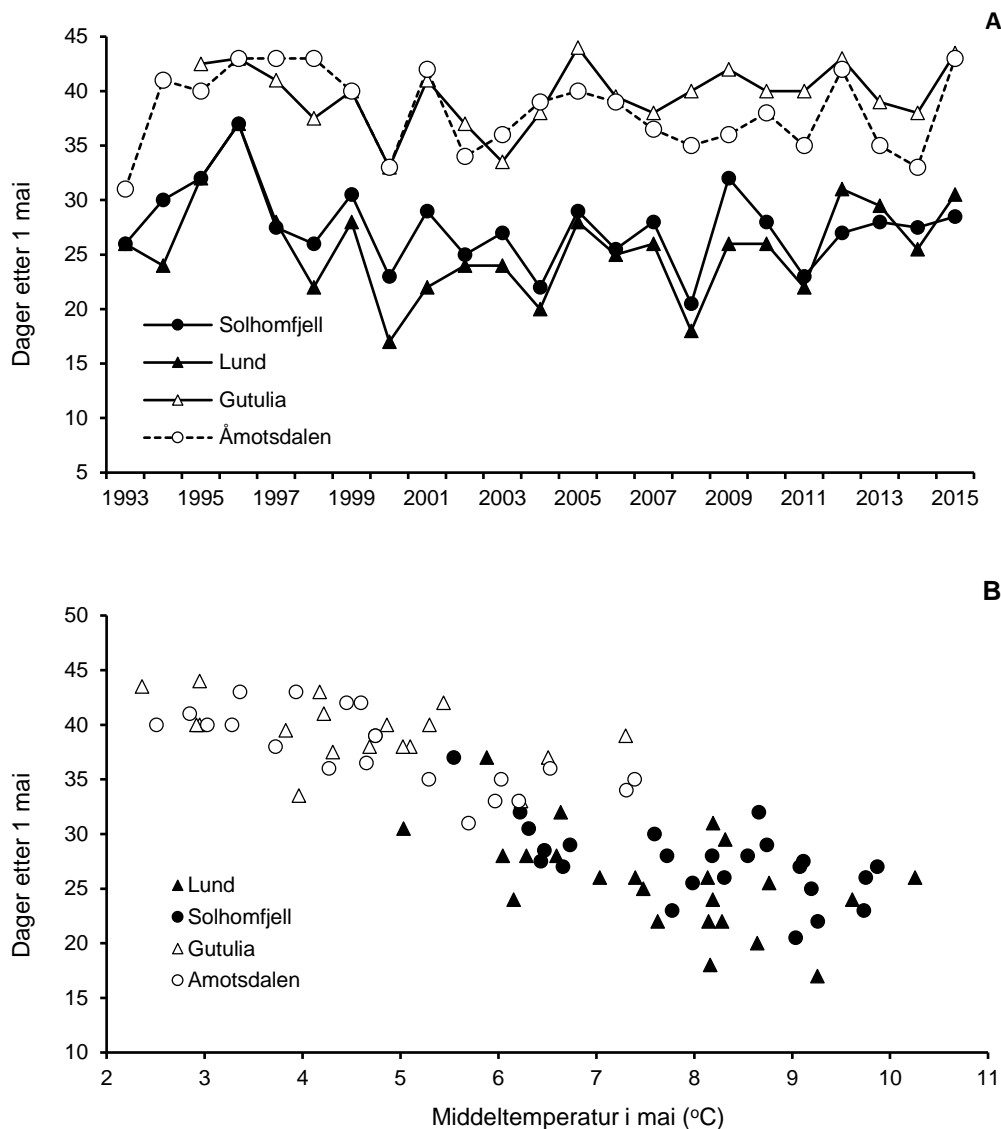 A
Dager etter 1 mai
45
40
35
30
25
20
15
10
5
Solhomfjell
Lund
Gutulia
Åmotsdalen
1993 1995 1997 1999 2001 2003 2005 2007 2009 2011 2013 2015
B
Dager etter 1 mai
50
45
40
35
30
25
20
15
10
Lund
Solhomfjell
Gutulia
Amotsdalen
2 3 4 5 6 7 8 9 10 11
Middeltemperatur i mai (ºC)